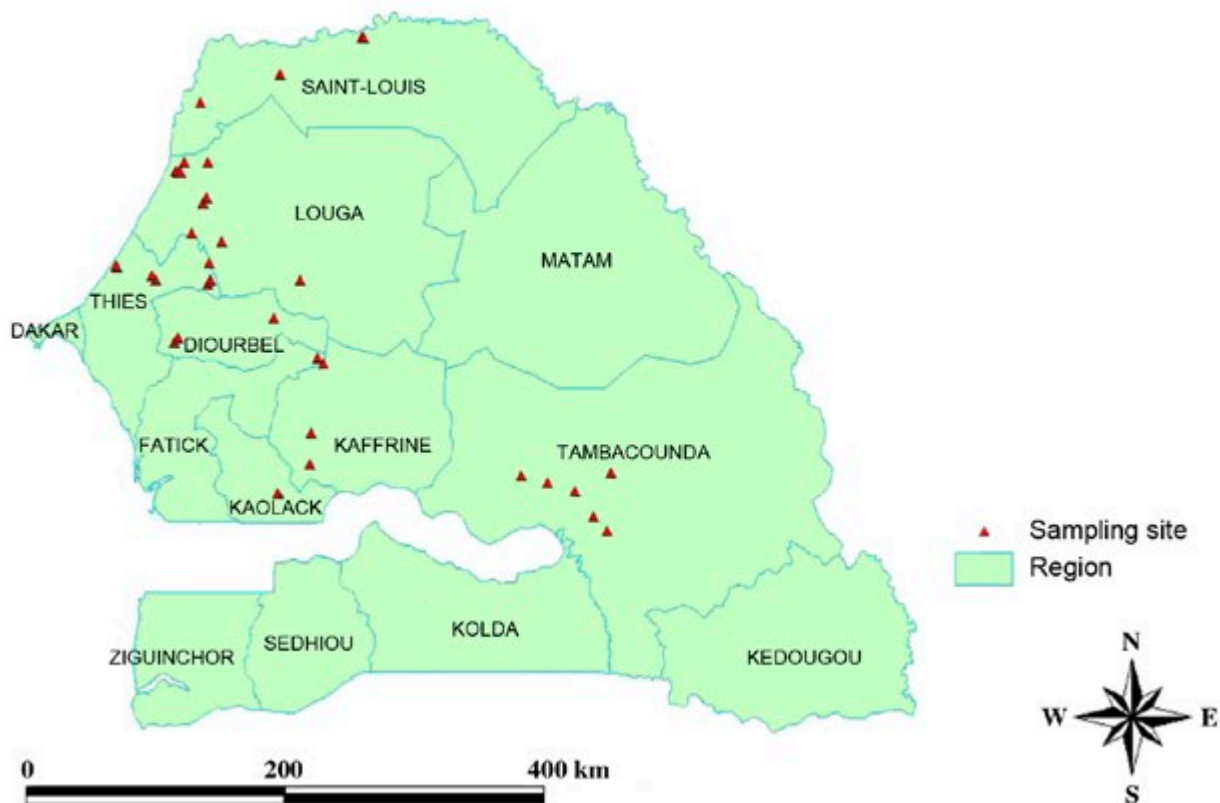 SAINT-LOUIS
LOUGA
MATAM
THIES
DAKAR
DIOURBEL
FATICK
KAFFRINE
TAMBACOUNDA
KAOLACK
Sampling site
Region
ZIGUINCHOR
SEDHIOU
KOLDA
KEDOUGOU
N
W
E
S
0
200
400 km